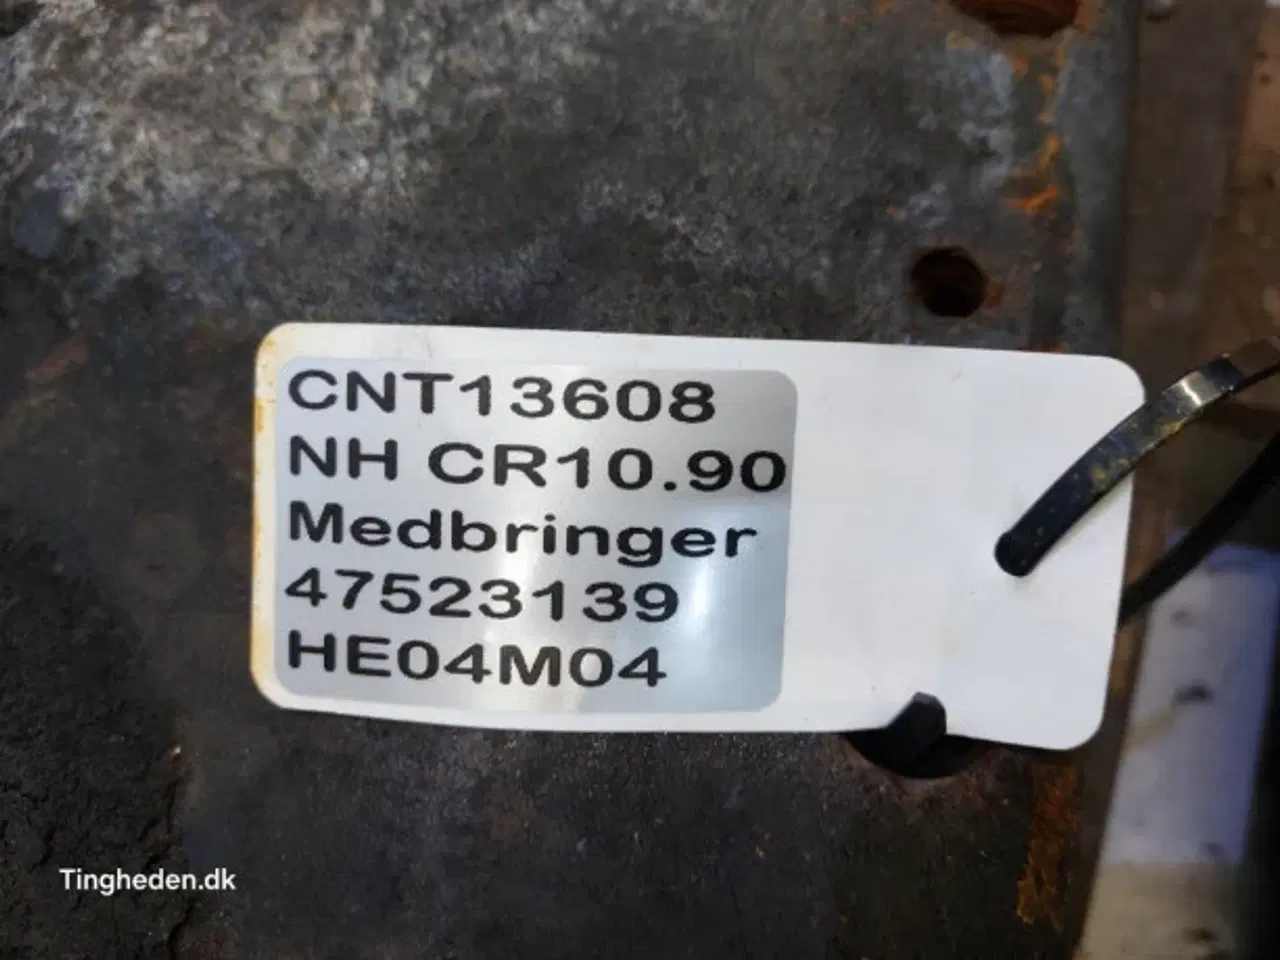 CNT13608
NH CR10.90
Medbringer
47523139
HE04M04
Tingheden.dk